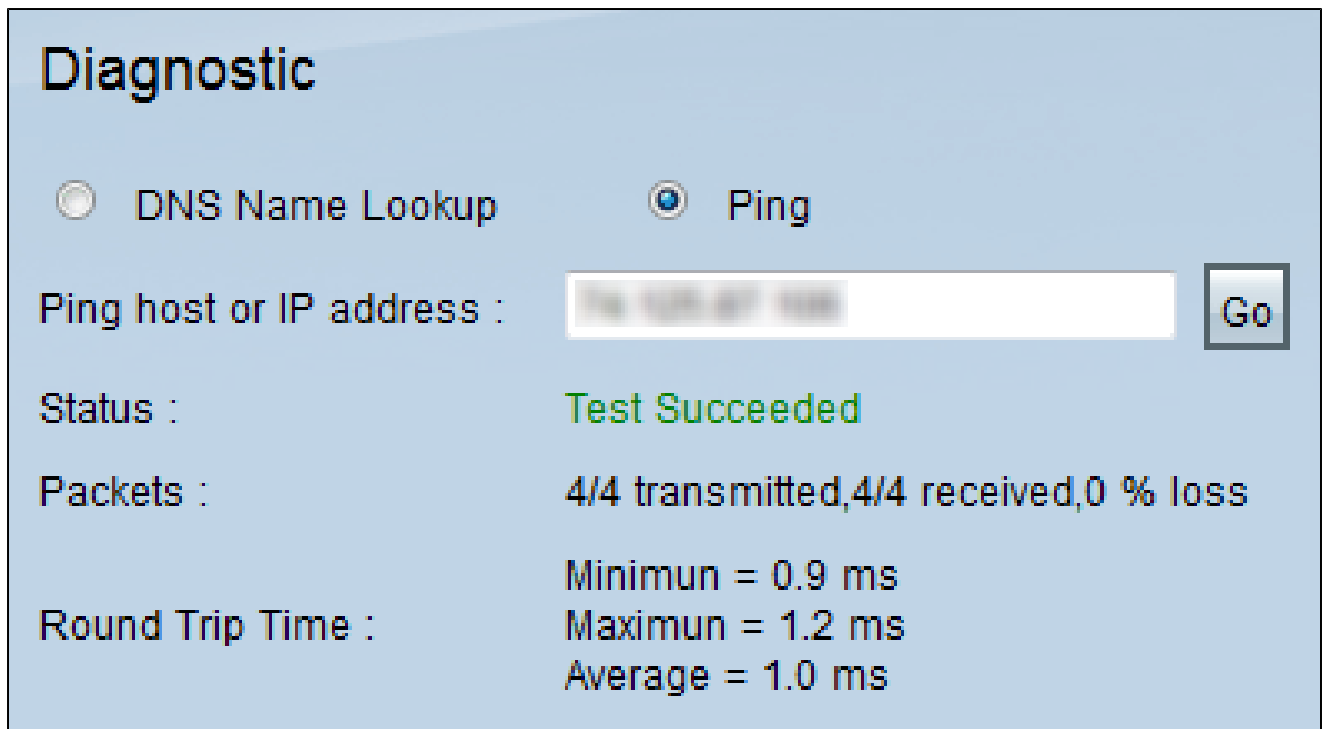 Diagnostic
DNS Name Lookup Ping
Ping host or IP address : Go
Status : Test Succeeded
Packets : 4/4 transmitted,4/4 received,0 % loss
Minimun = 0.9 ms
Round Trip Time : Maximun = 1.2 ms
Average = 1.0 ms